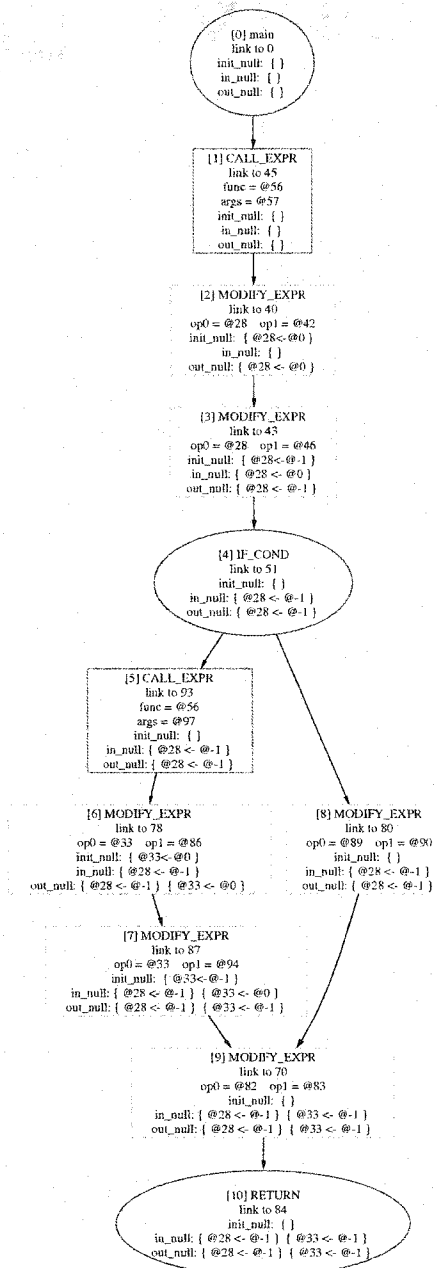 [0] main
link to 0
init_null: { }
in_null: { }
out_null: { }
[1] CALL_EXPR
link to 45
func = @56
args = @57
init_null: { }
in_null: { }
out_null: { }
[2] MODIFY_EXPR
link to 40
op0 = @28 op1 = @42
init_null: { @28<-@0 }
in_null: { }
out_null: { @28 <- @0 }
[3] MODIFY_EXPR
link to 43
op0 = @28 op1 = @46
init_null: { @28<-@-1 }
in_null: { @28 <- @0 }
out_null: { @28 <- @-1 }
[4] IF_COND
link to 51
init_null: { }
in_null: { @28 <- @-1 }
out_null: { @28 <- @-1 }
[5] CALL_EXPR
link to 93
func = @56
args = @97
init_null: { }
in_null: { @28 <- @-1 }
out_null: { @28 <- @-1 }
[6] MODIFY_EXPR
link to 78
op0 = @33 op1 = @86
init_null: { @33<-@0 }
in_null: { @28 <- @-1 }
out_null: { @28 <- @-1 } { @33 <- @0 }
[8] MODIFY_EXPR
link to 80
op0 = @89 op1 = @90
init_null: { }
in_null: { @28 <- @-1 }
out_null: { @28 <- @-1 }
[7] MODIFY_EXPR
link to 87
op0 = @33 op1 = @94
init_null: { @33<-@-1 }
in_null: { @28 <- @-1 } { @33 <- @0 }
out_null: { @28 <- @-1 } { @33 <- @-1 }
[9] MODIFY_EXPR
link to 70
op0 = @82 op1 = @83
init_null: { }
in_null: { @28 <- @-1 } { @33 <- @-1 }
out_null: { @28 <- @-1 } { @33 <- @-1 }
[10] RETURN
link to 84
init_null: { }
in_null: { @28 <- @-1 } { @33 <- @-1 }
out_null: { @28 <- @-1 } { @33 <- @-1 }